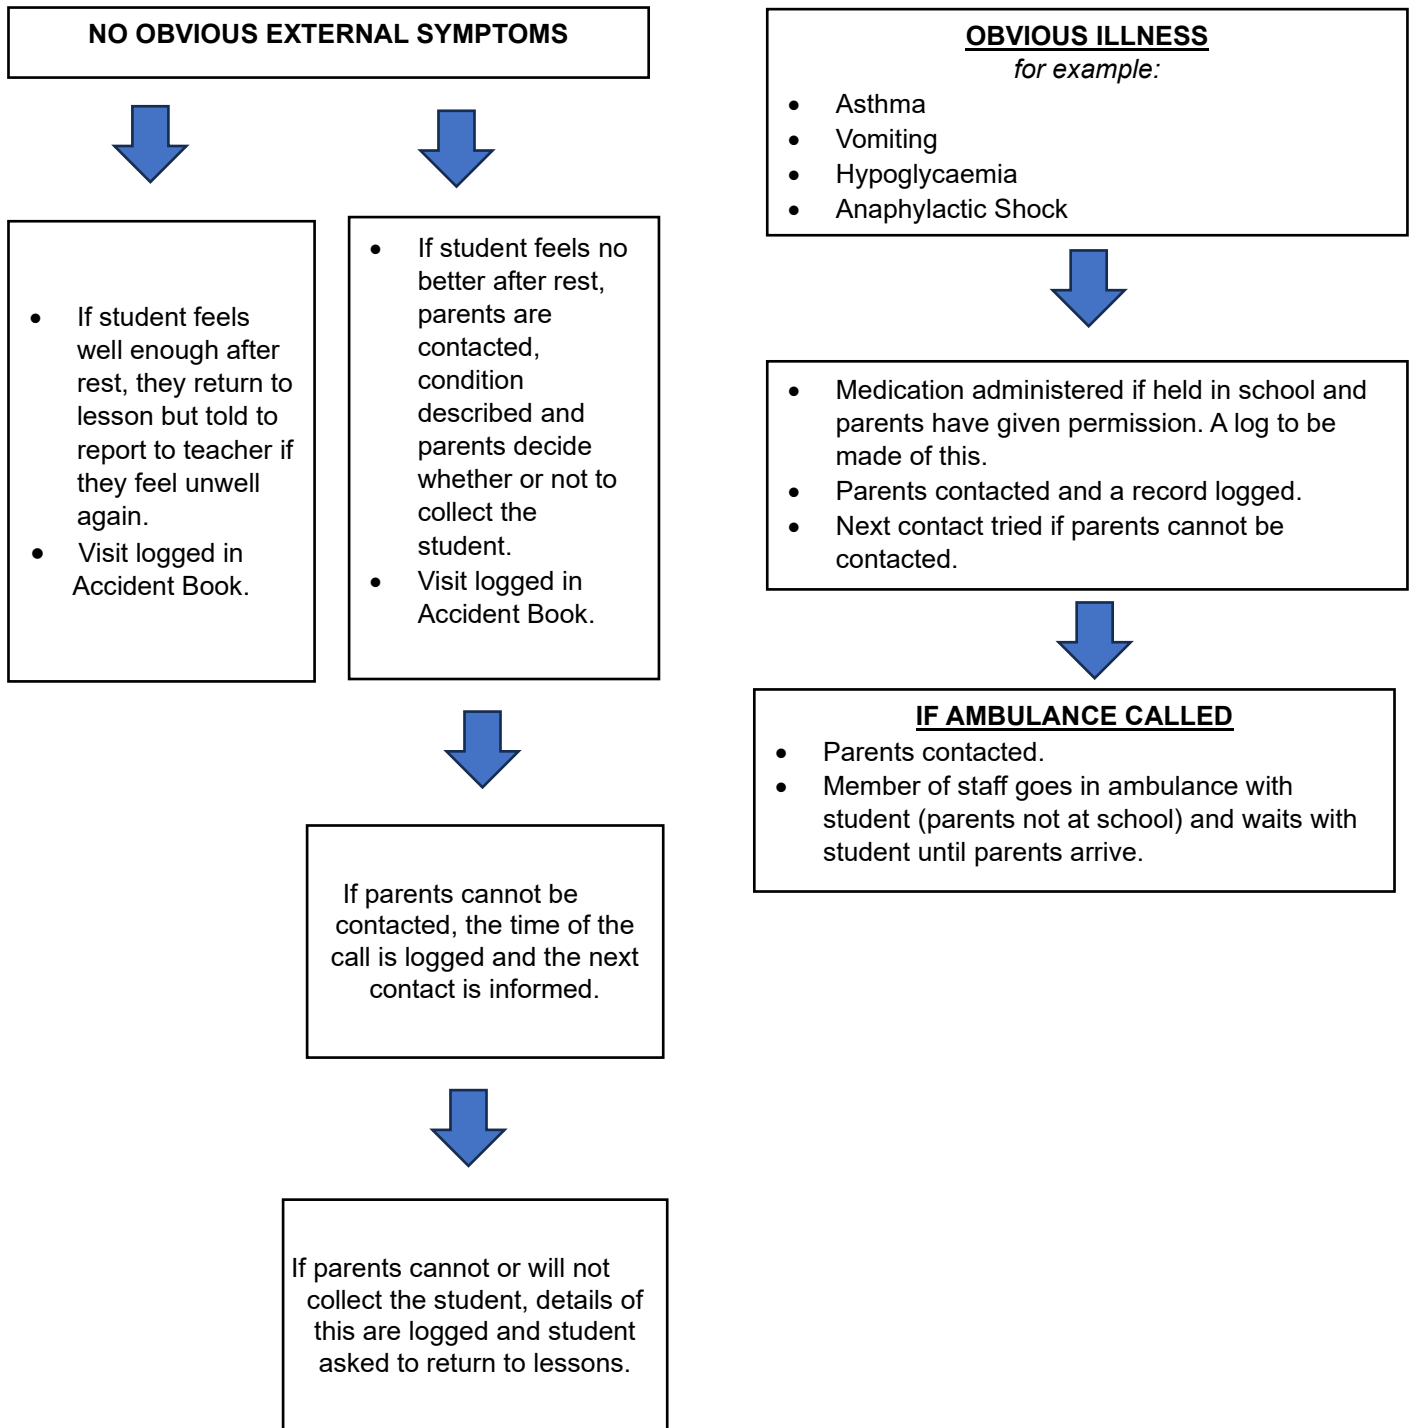 NO OBVIOUS EXTERNAL SYMPTOMS
• If student feels
well enough after
rest, they return to
lesson but told to
report to teacher if
they feel unwell
again.
• Visit logged in
Accident Book.
• If student feels no
better after rest,
parents are
contacted,
condition
described and
parents decide
whether or not to
collect the
student.
• Visit logged in
Accident Book.
If parents cannot be
contacted, the time of the
call is logged and the next
contact is informed.
If parents cannot or will not
collect the student, details of
this are logged and student
asked to return to lessons.
OBVIOUS ILLNESS
for example:
• Asthma
• Vomiting
• Hypoglycaemia
• Anaphylactic Shock
• Medication administered if held in school and
parents have given permission. A log to be
made of this.
• Parents contacted and a record logged.
• Next contact tried if parents cannot be
contacted.
IF AMBULANCE CALLED
• Parents contacted.
• Member of staff goes in ambulance with
student (parents not at school) and waits with
student until parents arrive.